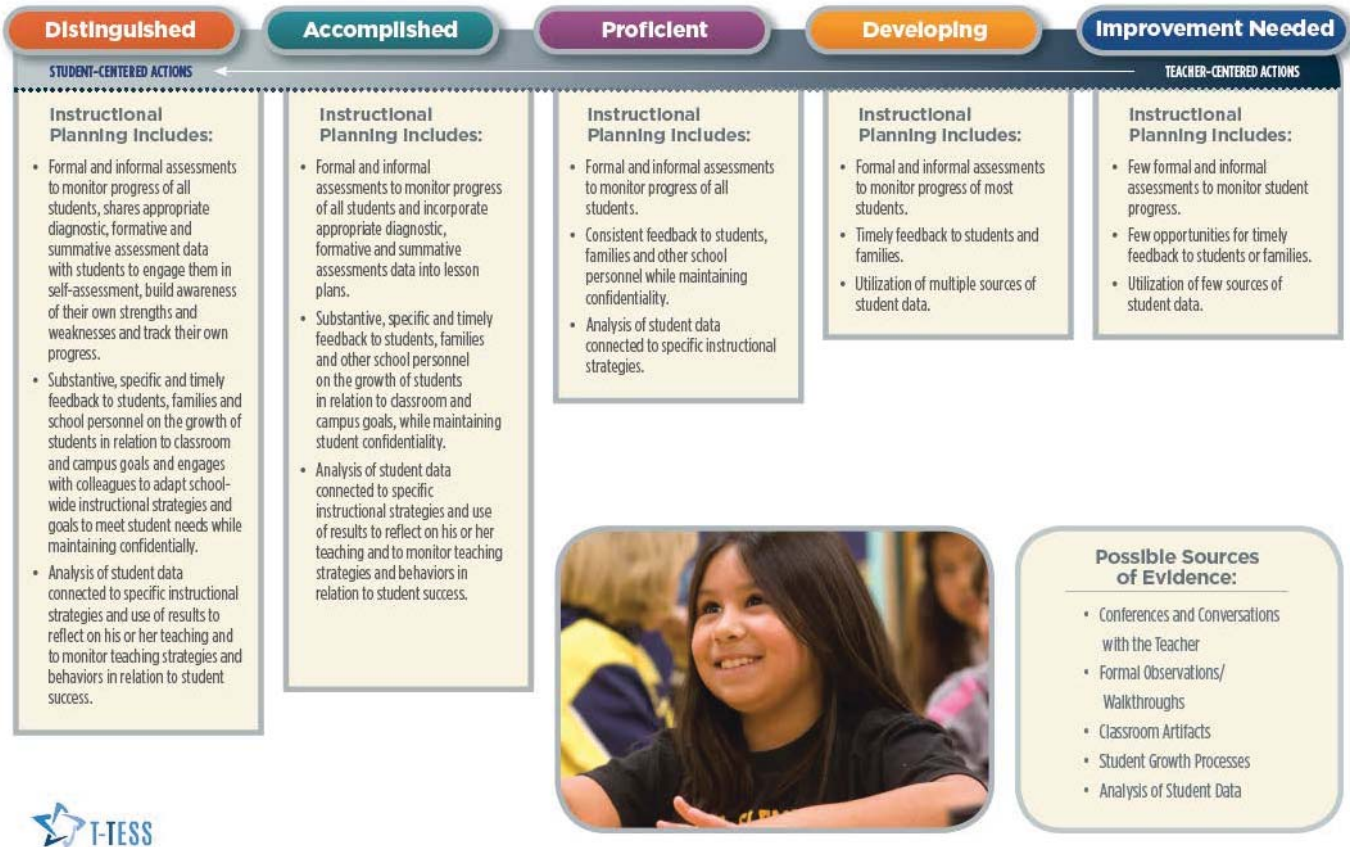 Distinguished
Accomplished
Proficient
Developing
Improvement Needed
STUDENT-CENTERED ACTIONS
TEACHER-CENTERED ACTIONS
Instructional
Planning Includes:
• Formal and informal assessments
to monitor progress of all
students, shares appropriate
diagnostic, formative and
summative assessment data
with students to engage them in
self-assessment, build awareness
of their own strengths and
weaknesses and track their own
progress.
• Substantive, specific and timely
feedback to students, families and
school personnel on the growth of
students in relation to classroom
and campus goals and engages
with colleagues to adapt school-
wide instructional strategies and
goals to meet student needs while
maintaining confidentially.
• Analysis of student data
connected to specific instructional
strategies and use of results to
reflect on his or her teaching and
to monitor teaching strategies and
behaviors in relation to student
success.
Instructional
Planning Includes:
• Formal and informal
assessments to monitor progress
of all students and incorporate
appropriate diagnostic,
formative and summative
assessments data into lesson
plans.
• Substantive, specific and timely
feedback to students, families
and other school personnel
on the growth of students
in relation to classroom and
campus goals, while maintaining
student confidentiality.
• Analysis of student data
connected to specific
instructional strategies and use
of results to reflect on his or her
teaching and to monitor teaching
strategies and behaviors in
relation to student success.
Instructional
Planning Includes:
• Formal and informal assessments
to monitor progress of all
students.
• Consistent feedback to students,
families and other school
personnel while maintaining
confidentiality.
• Analysis of student data
connected to specific instructional
strategies.
Instructional
Planning Includes:
• Formal and informal assessments
to monitor progress of most
students.
• Timely feedback to students and
families.
• Utilization of multiple sources of
student data.
Instructional
Planning Includes:
• Few formal and informal
assessments to monitor student
progress.
• Few opportunities for timely
feedback to students or families.
• Utilization of few sources of
student data.
Possible Sources
of Evidence:
• Conferences and Conversations
with the Teacher
• Formal Observations/
Walkthroughs
• Classroom Artifacts
• Student Growth Processes
• Analysis of Student Data
T-TESS